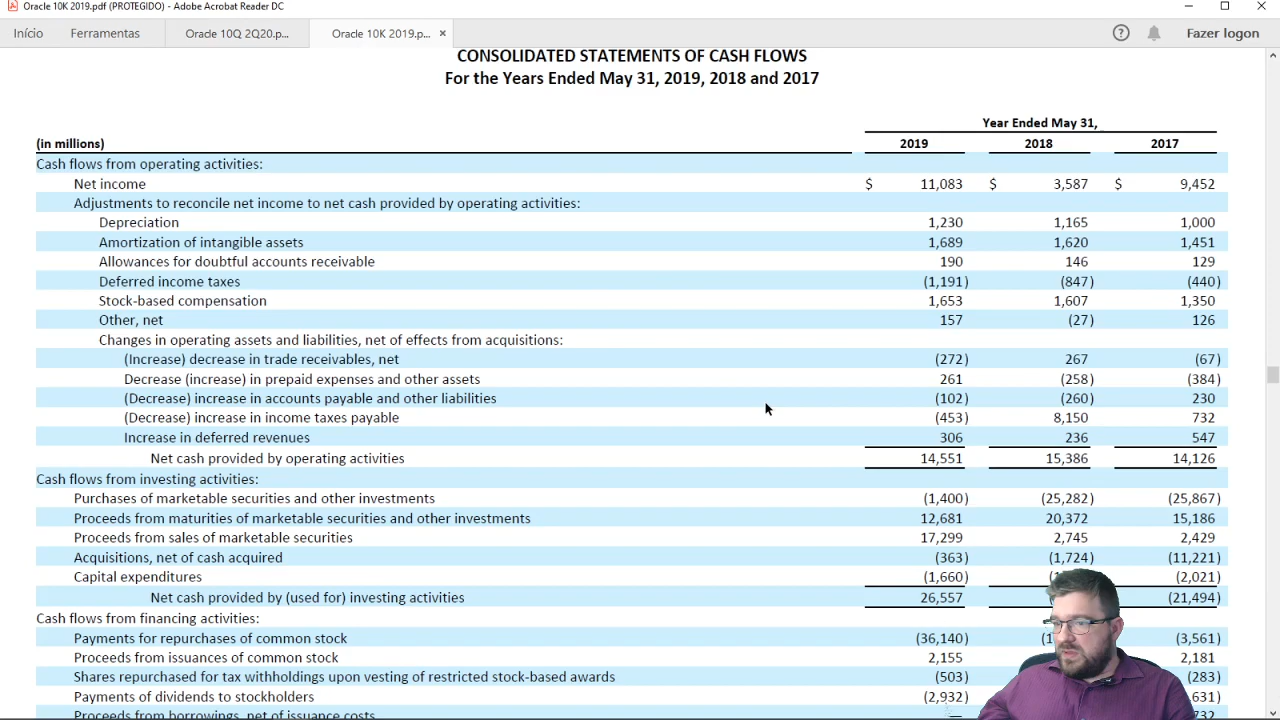 Oracle 10K 2019.pdf (PROTEGIDO) - Adobe Acrobat Reader DC
Início Ferramentas Oracle 10Q 2Q20.p... Oracle 10K 2019.p... × Fazer logon
CONSOLIDATED STATEMENTS OF CASH FLOWS
For the Years Ended May 31, 2019, 2018 and 2017
Year Ended May 31,
(in millions) 2019 2018 2017
Cash flows from operating activities:
Net income $ 11,083 $ 3,587 $ 9,452
Adjustments to reconcile net income to net cash provided by operating activities:
Depreciation 1,230 1,165 1,000
Amortization of intangible assets 1,689 1,620 1,451
Allowances for doubtful accounts receivable 190 146 129
Deferred income taxes (1,191) (847) (440)
Stock-based compensation 1,653 1,607 1,350
Other, net 157 (27) 126
Changes in operating assets and liabilities, net of effects from acquisitions:
(Increase) decrease in trade receivables, net (272) 267 (67)
Decrease (increase) in prepaid expenses and other assets 261 (258) (384)
(Decrease) increase in accounts payable and other liabilities (102) (260) 230
(Decrease) increase in income taxes payable (453) 8,150 732
Increase in deferred revenues 306 236 547
Net cash provided by operating activities 14,551 15,386 14,126
Cash flows from investing activities:
Purchases of marketable securities and other investments (1,400) (25,282) (25,867)
Proceeds from maturities of marketable securities and other investments 12,681 20,372 15,186
Proceeds from sales of marketable securities 17,299 2,745 2,429
Acquisitions, net of cash acquired (363) (1,724) (11,221)
Capital expenditures (1,660) (2,021)
Net cash provided by (used for) investing activities 26,557 (21,494)
Cash flows from financing activities:
Payments for repurchases of common stock (36,140) (3,561)
Proceeds from issuances of common stock 2,155 2,181
Shares repurchased for tax withholdings upon vesting of restricted stock-based awards (503) (283)
Payments of dividends to stockholders (2,932) 631)
Proceeds from borrowings, net of issuance costs